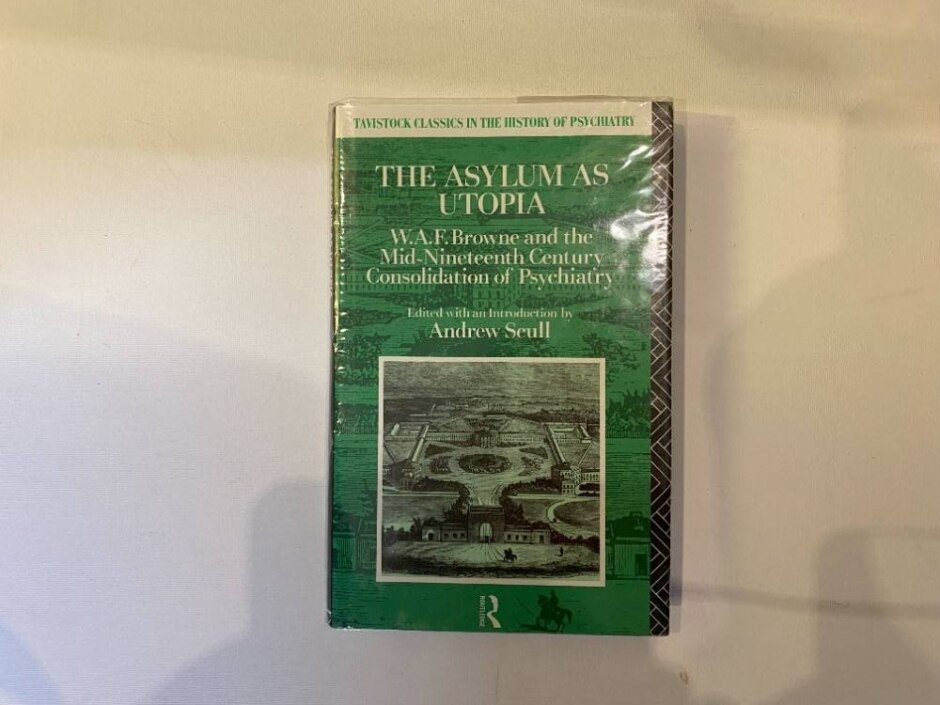 TAVISTOCK CLASSICS IN THE HISTORY OF PSYCHIATRY
THE ASYLUM AS
UTOPIA
W.A.F. Browne and the
Mid-Nineteenth Century
Consolidation of Psychiatry
Edited with an Introduction by
Andrew Scull
ROUTLEDGE